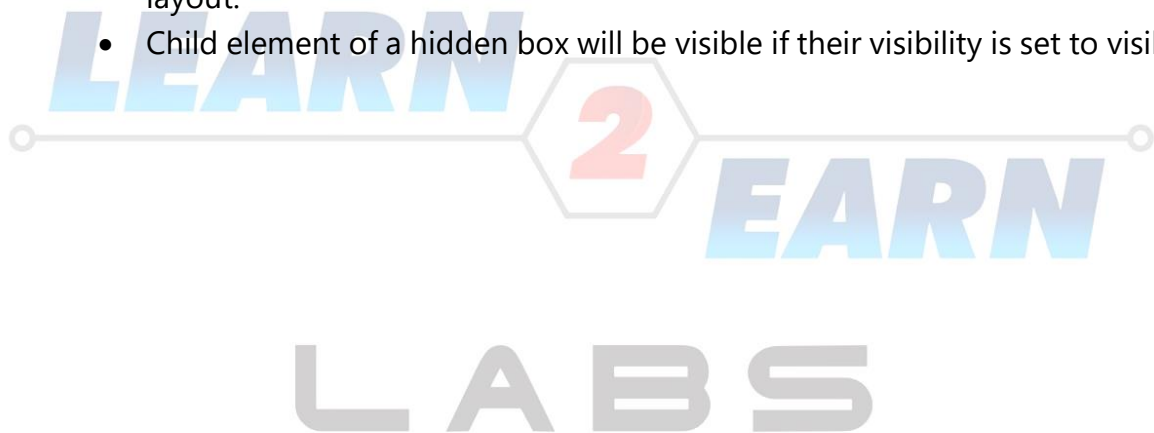 layout.
• Child element of a hidden box will be visible if their visibility is set to
LEARN
2
EARN
LABS